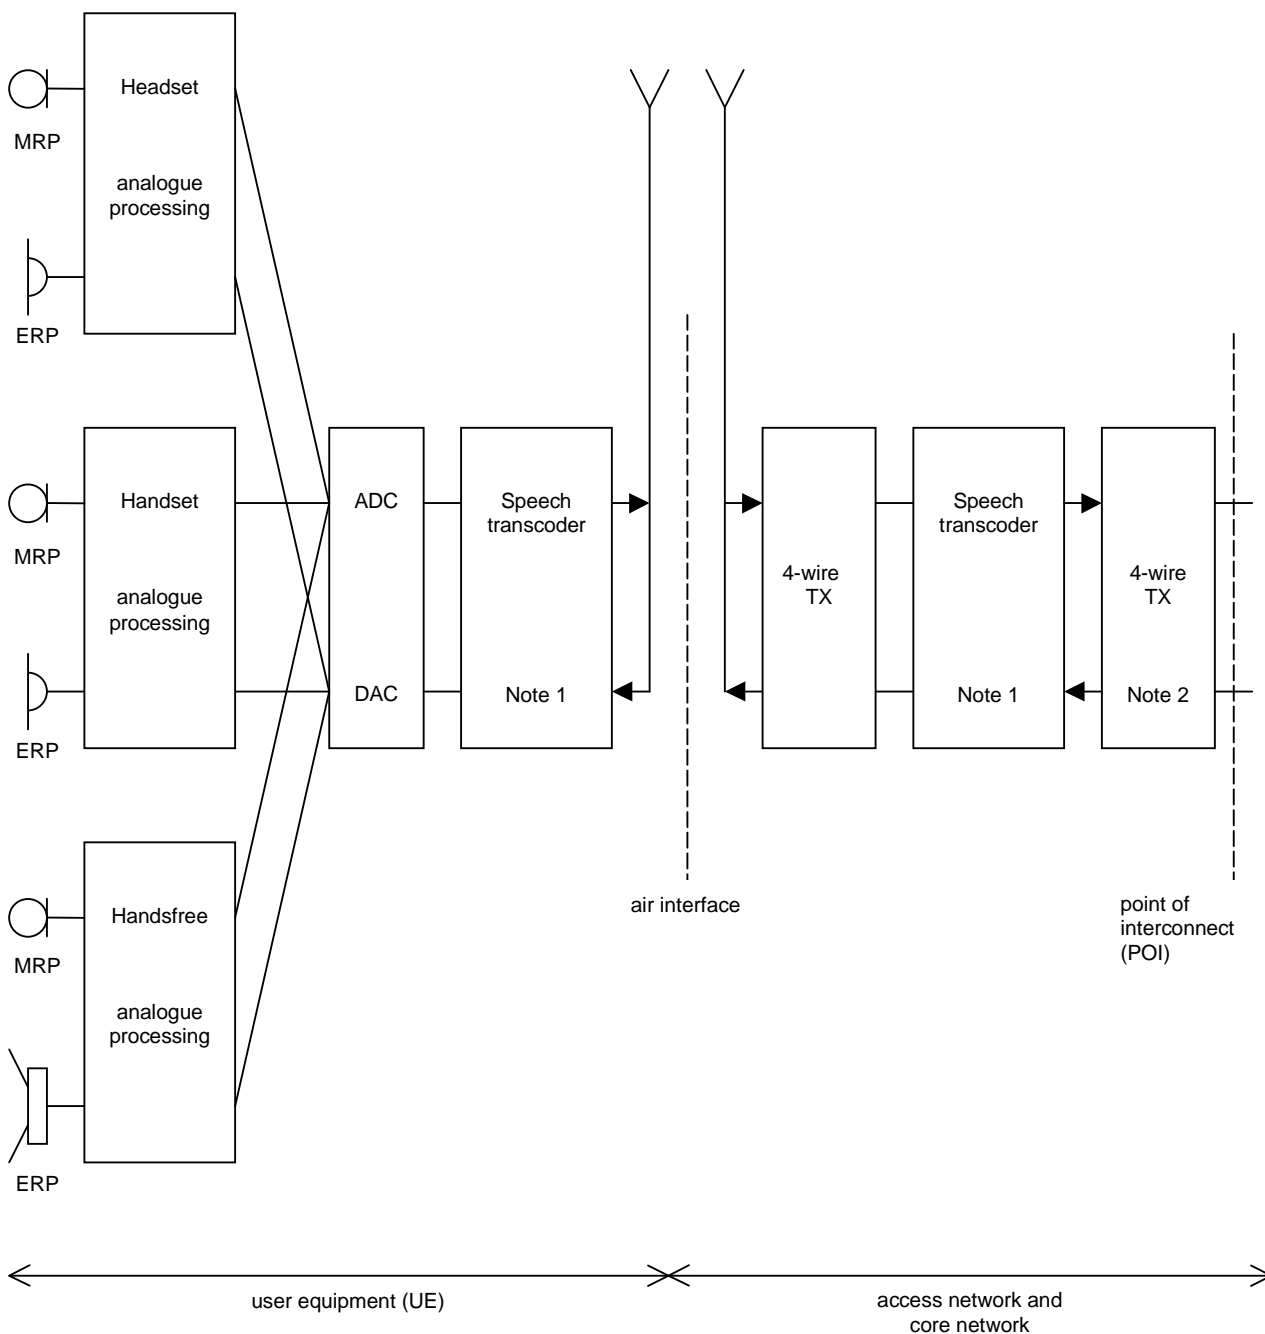 Headset
MRP
analogue
processing
ERP
Handset
MRP
analogue
processing
ERP
ADC
DAC
Speech
transcoder
Note 1
4-wire
TX
Speech
transcoder
Note 1
4-wire
TX
Note 2
Handsfree
MRP
analogue
processing
ERP
air interface
point of
interconnect
(POI)
user equipment (UE)
access network and
core network